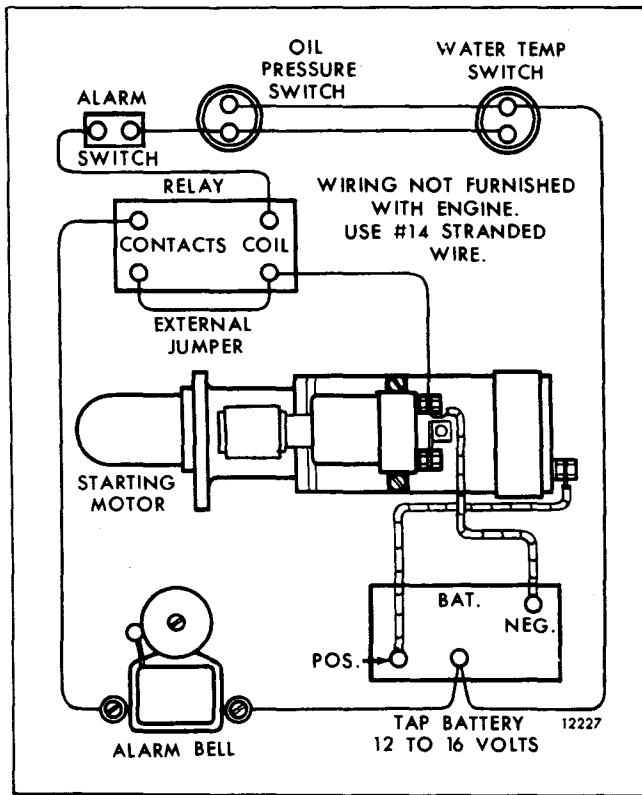 OIL
PRESSURE
SWITCH
WATER TEMP
SWITCH
ALARM
SWITCH
RELAY
WIRING NOT FURNISHED
WITH ENGINE.
USE #14 STRANDED
WIRE.
CONTACTS COIL
EXTERNAL
JUMPER
STARTING
MOTOR
BAT.
NEG.
POS.
TAP BATTERY
12 TO 16 VOLTS
12227
ALARM BELL